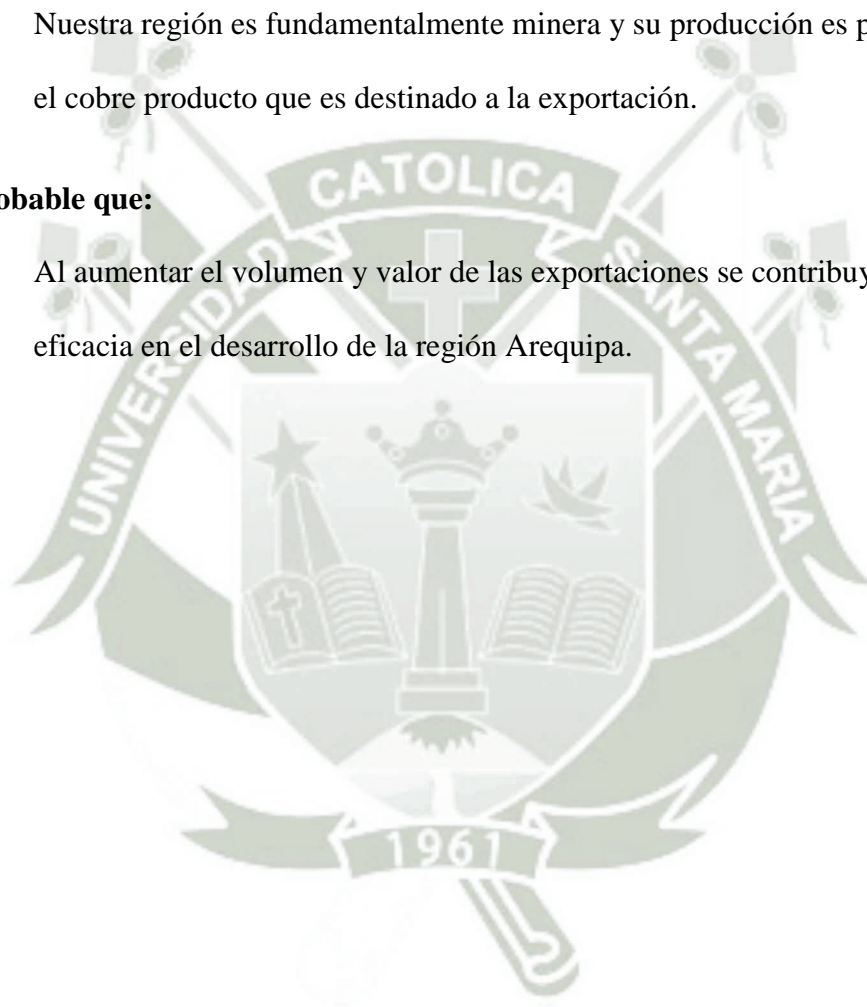 Nuestra región es fundamentalmente minera y su producción es p
el cobre producto que es destinado a la exportación.
obable que:
Al aumentar el volumen y valor de las exportaciones se contribuy
eficacia en el desarrollo de la región Arequipa.
UNIVERSIDAD CATOLICA SANTA MARIA
1961